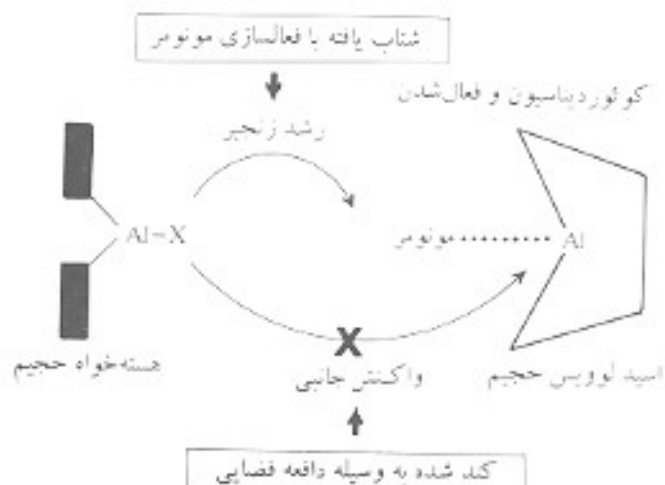 شتاب یافته با فعالسازی مونومر
کوئوردیناسیون و فعال‌شدن
رشد زنجیر
Al-X
مونومر
Al
هسته‌خواه حجیم
واکنش جانبی
اسید لوویس حجیم
X
کند شده به وسیله دافعه فضایی